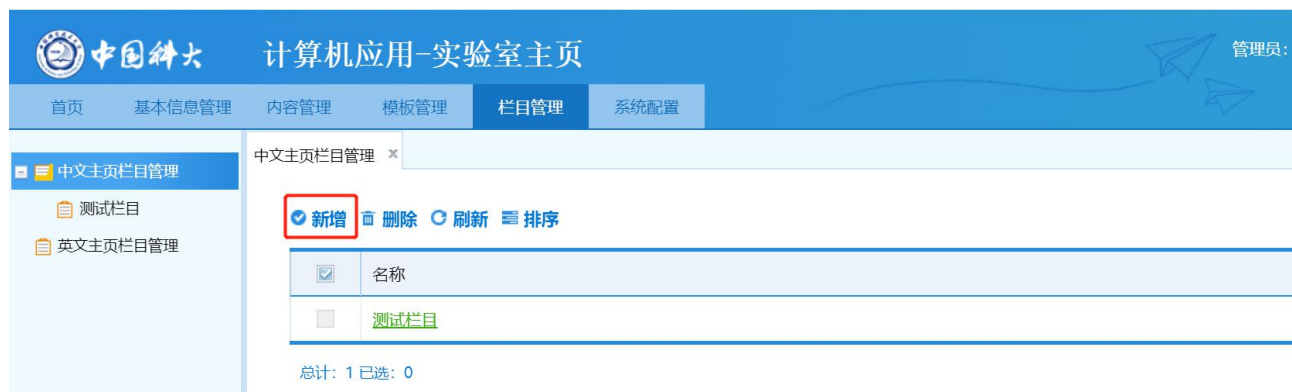 中国科大 计算机应用-实验室主页 管理员:
首页 基本信息管理 内容管理 模板管理 栏目管理 系统配置
中文主页栏目管理
测试栏目
英文主页栏目管理
中文主页栏目管理 ×
新增 删除 刷新 排序
名称
测试栏目
总计: 1 已选: 0